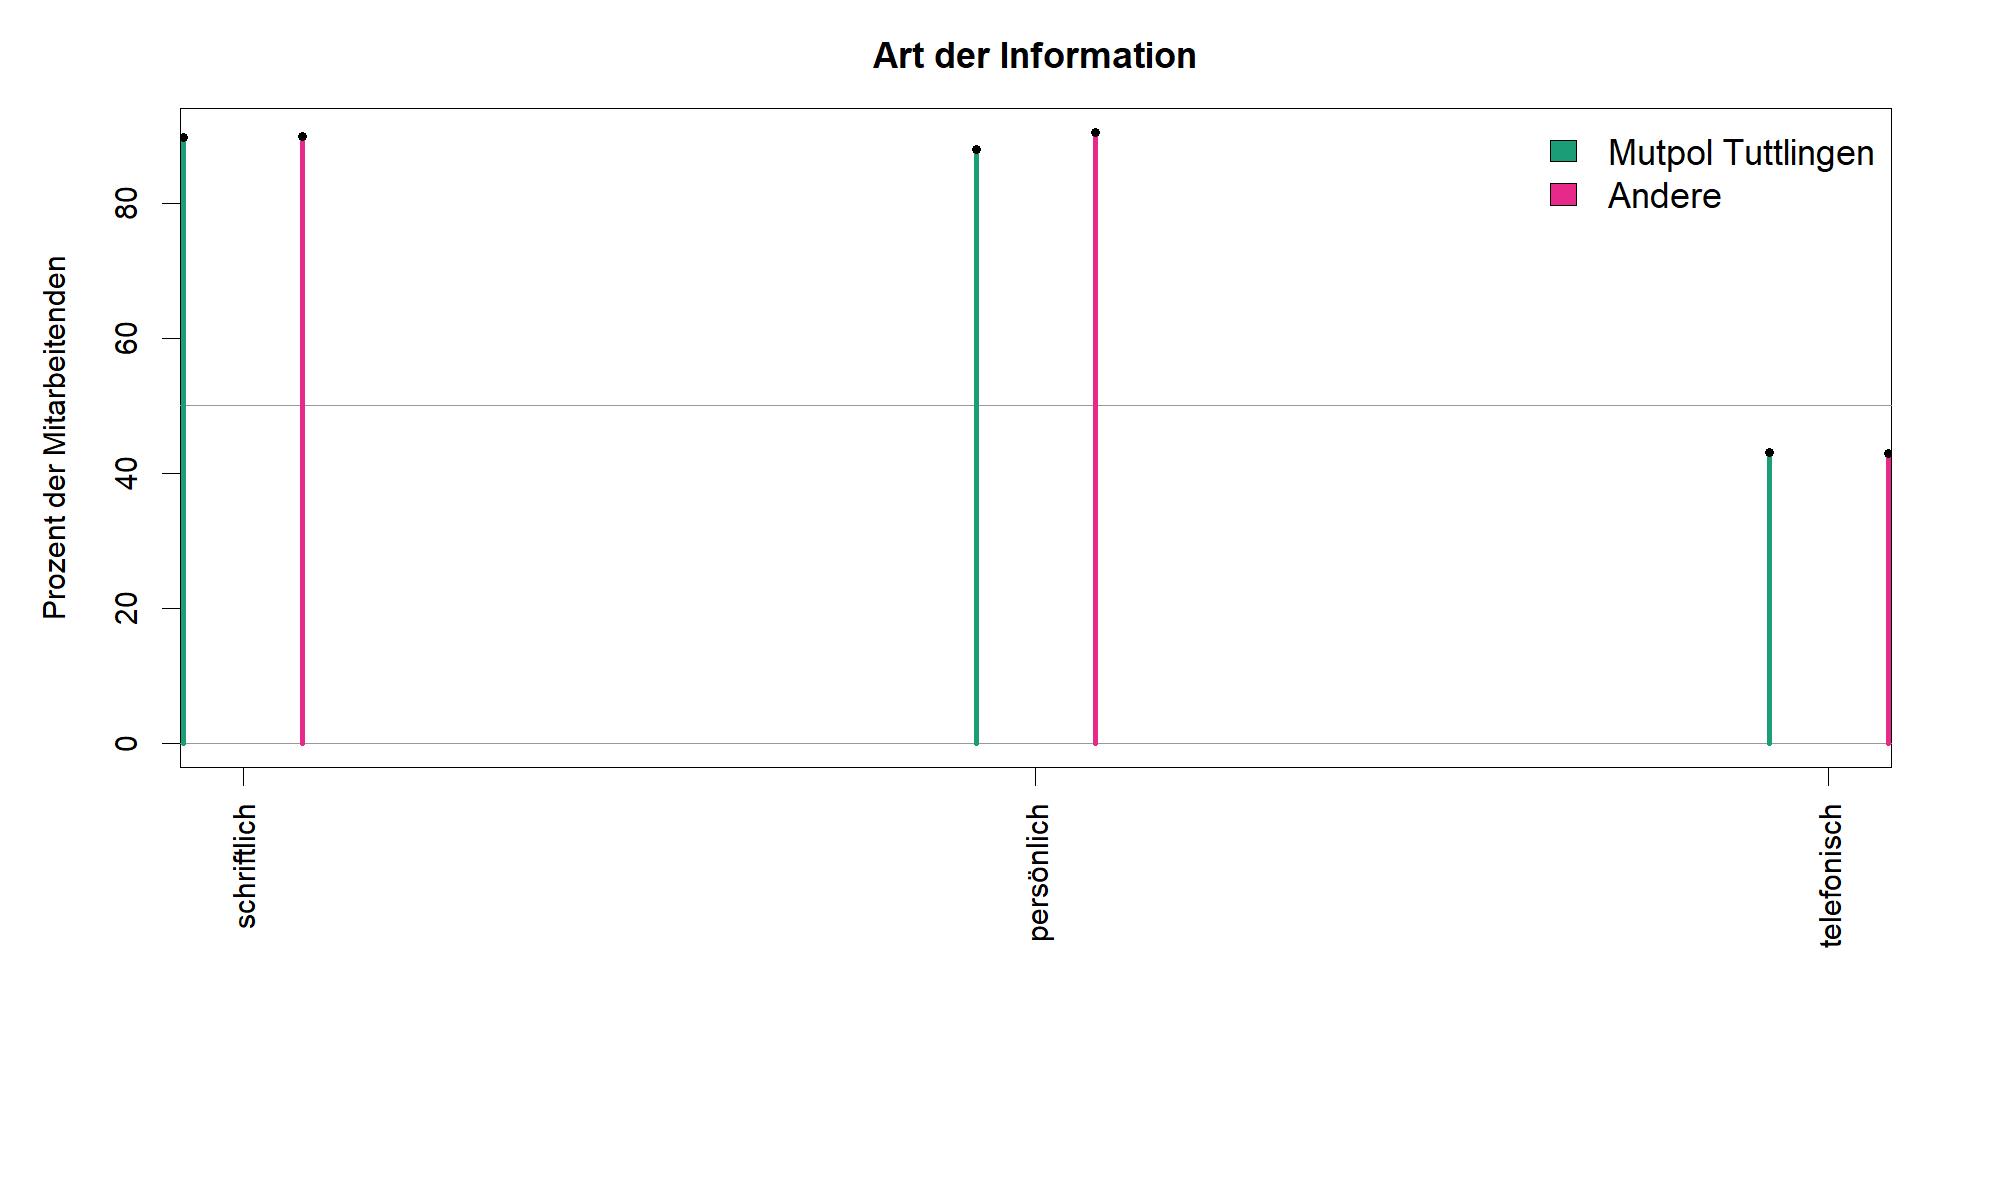 Art der Information
Mutpol Tuttlingen
Andere
Prozent der Mitarbeitenden
80
60
40
20
0
schriftlich
persönlich
telefonisch